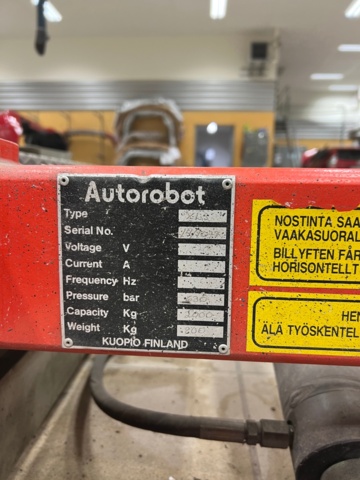 Autorobot
Type
Serial No.
Voltage V
Current A
Frequency Hz
Pressure bar
Capacity Kg
Weight Kg
KUOPIO FINLAND
NOSTINTA SAA
VAAKASUORAL
BILLYFTEN FÅR
HORISONTELLT
HEN
ÄLÄ TYÖSKENTEL